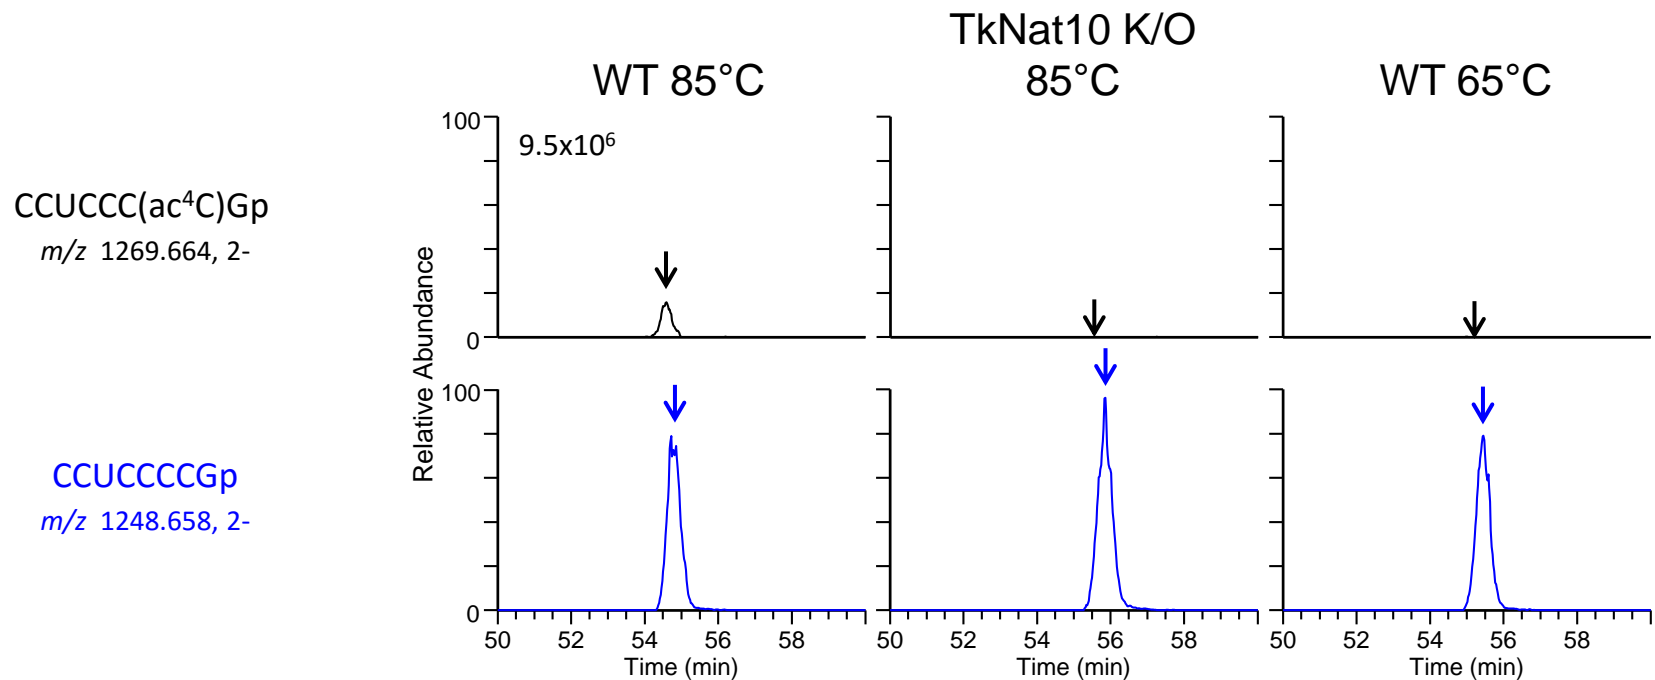 TkNat10 K/O
WT 85°C
85°C
WT 65°C
CCUCCC(ac⁴C)Gp
m/z 1269.664, 2-
CCUCCCCGp
m/z 1248.658, 2-
Relative Abundance
100
9.5x10⁶
0
100
0
50 52 54 56 58
Time (min)
50 52 54 56 58
Time (min)
50 52 54 56 58
Time (min)